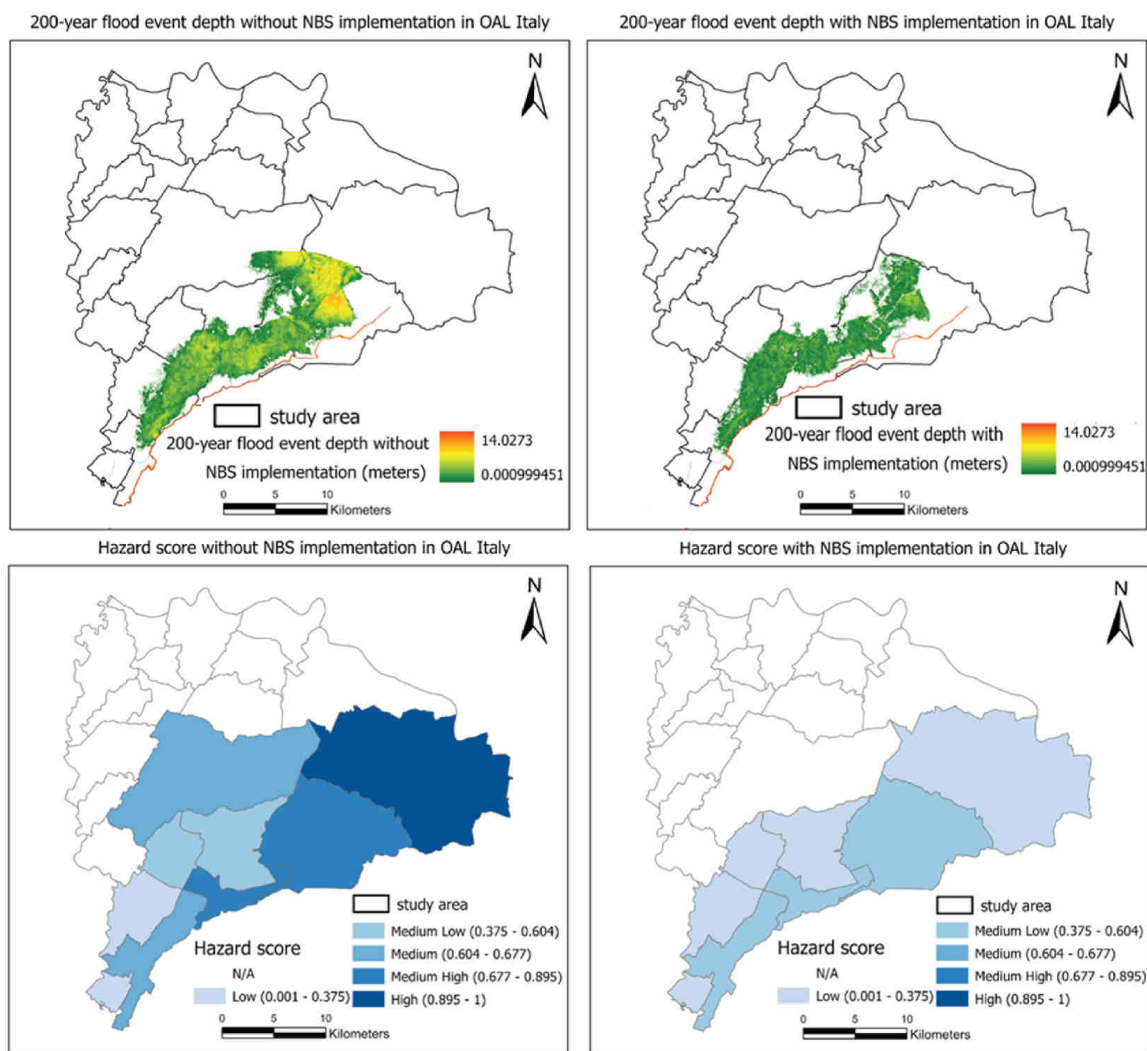 200-year flood event depth without NBS implementation in OAL Italy
N
study area
200-year flood event depth without
NBS implementation (meters)
14.0273
0.000999451
0 5 10
Kilometers
200-year flood event depth with NBS implementation in OAL Italy
N
study area
200-year flood event depth with
NBS implementation (meters)
14.0273
0.000999451
0 5 10
Kilometers
Hazard score without NBS implementation in OAL Italy
N
study area
Hazard score
N/A
Low (0.001 - 0.375)
Medium Low (0.375 - 0.604)
Medium (0.604 - 0.677)
Medium High (0.677 - 0.895)
High (0.895 - 1)
0 5 10
Kilometers
Hazard score with NBS implementation in OAL Italy
N
study area
Hazard score
N/A
Low (0.001 - 0.375)
Medium Low (0.375 - 0.604)
Medium (0.604 - 0.677)
Medium High (0.677 - 0.895)
High (0.895 - 1)
0 5 10
Kilometers